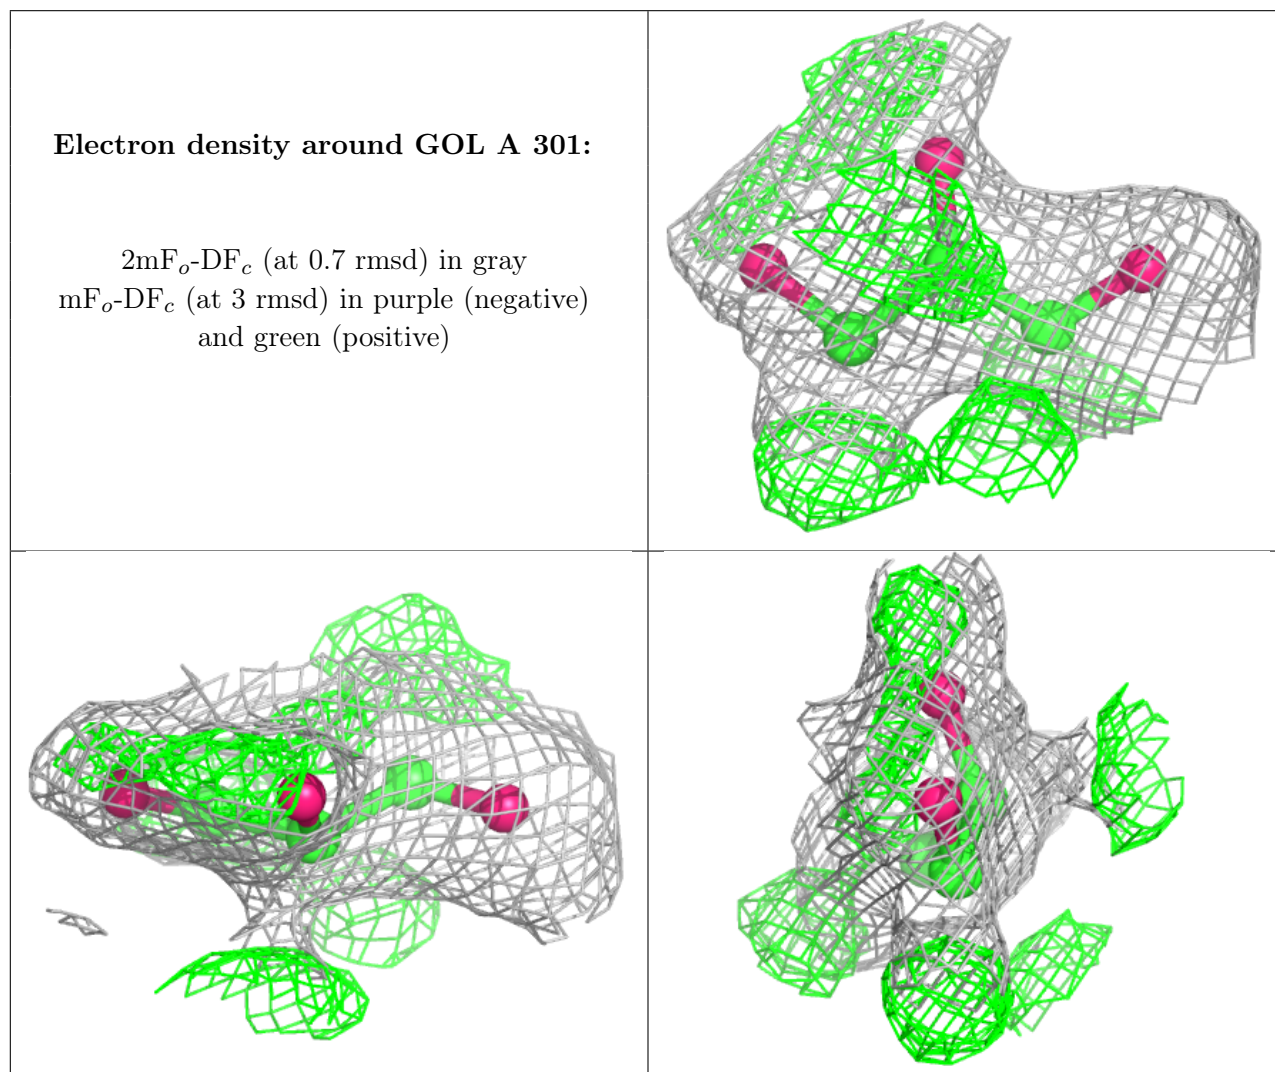 Electron density around GOL A 301:
2mFo-DFc (at 0.7 rmsd) in gray
mFo-DFc (at 3 rmsd) in purple (negative)
and green (positive)